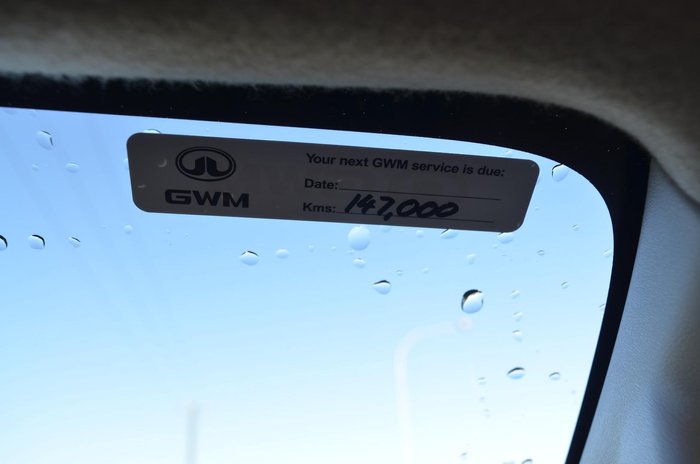 Your next GWM service is due:
Date:
Kms: 147,000
GWM